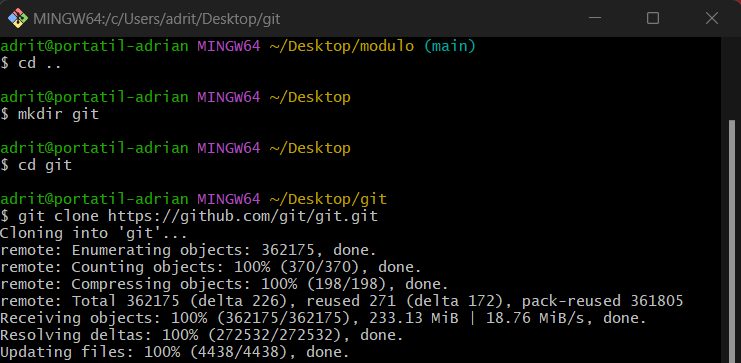 MINGW64:/c/Users/adrit/Desktop/git
adrit@portatil-adrian MINGW64 ~/Desktop/modulo (main)
$ cd ..
adrit@portatil-adrian MINGW64 ~/Desktop
$ mkdir git
adrit@portatil-adrian MINGW64 ~/Desktop
$ cd git
adrit@portatil-adrian MINGW64 ~/Desktop/git
$ git clone https://github.com/git/git.git
Cloning into 'git'...
remote: Enumerating objects: 362175, done.
remote: Counting objects: 100% (370/370), done.
remote: Compressing objects: 100% (198/198), done.
remote: Total 362175 (delta 226), reused 271 (delta 172), pack-reused 361805
Receiving objects: 100% (362175/362175), 233.13 MiB | 18.76 MiB/s, done.
Resolving deltas: 100% (272532/272532), done.
Updating files: 100% (4438/4438), done.